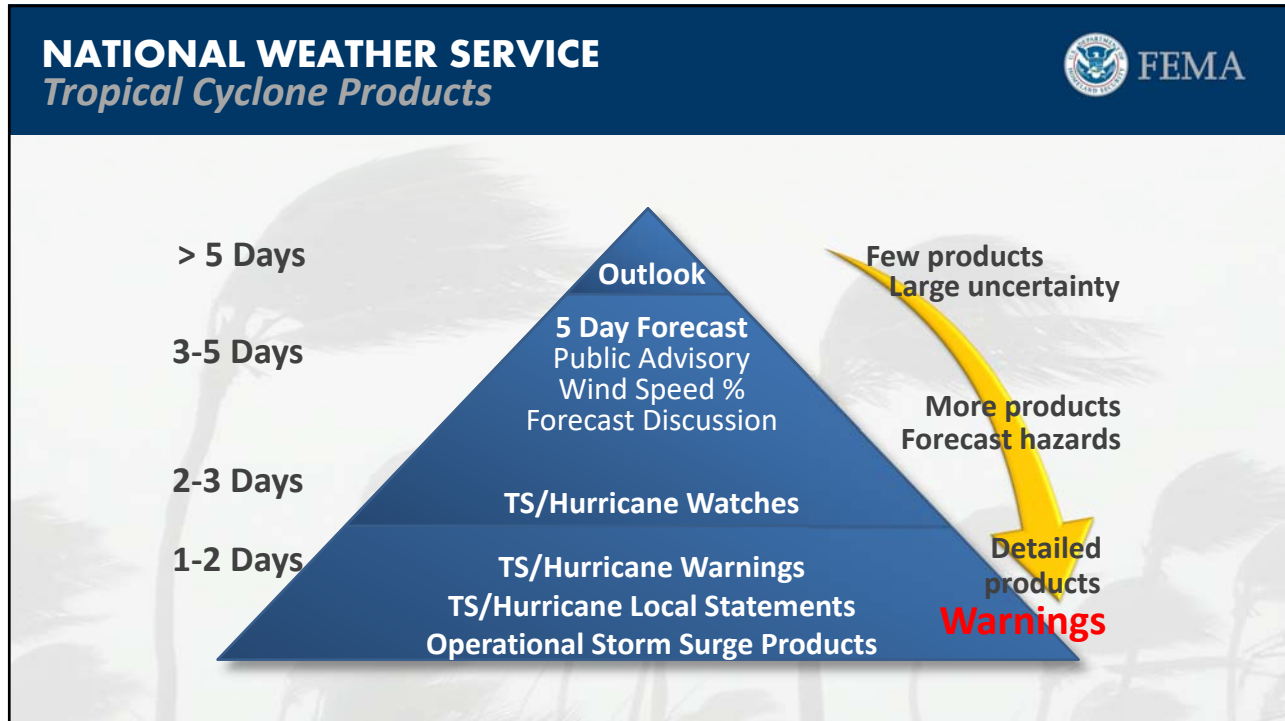 NATIONAL WEATHER SERVICE
Tropical Cyclone Products
FEMA
> 5 Days
Outlook
Few products
Large uncertainty
3-5 Days
5 Day Forecast
Public Advisory
Wind Speed %
Forecast Discussion
More products
Forecast hazards
2-3 Days
TS/Hurricane Watches
1-2 Days
TS/Hurricane Warnings
TS/Hurricane Local Statements
Operational Storm Surge Products
Detailed
products
Warnings